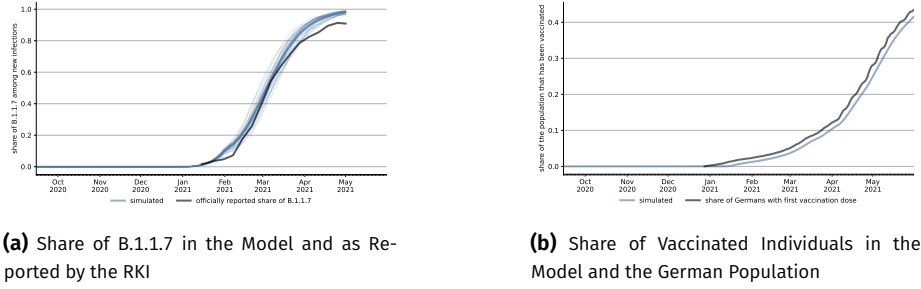 share of B.1.1.7 among new infections
1.0
0.8
0.6
0.4
0.2
0.0
Oct
2020
Nov
2020
Dec
2020
Jan
2021
Feb
2021
Mar
2021
Apr
2021
May
2021
simulated
officially reported share of B.1.1.7
(a) Share of B.1.1.7 in the Model and as Re-
ported by the RKI
share of the population that has been vaccinated
0.4
0.3
0.2
0.1
0.0
Oct
2020
Nov
2020
Dec
2020
Jan
2021
Feb
2021
Mar
2021
Apr
2021
May
2021
simulated
share of Germans with first vaccination dose
(b) Share of Vaccinated Individuals in the
Model and the German Population